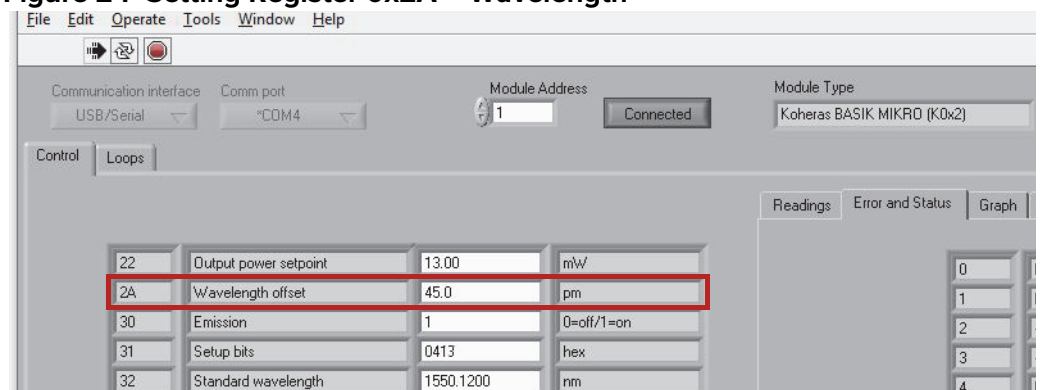 Figure 24 Setting Register 0x2A – Wavelength
File Edit Operate Tools Window Help
Communication interface Comm port Module Address Module Type
USB/Serial °COM4 1 Connected Koheras BASIK MIKRO (K0x2)
Control Loops
Readings Error and Status Graph
22 Output power setpoint 13.00 mW
0
2A Wavelength offset 45.0 pm
1
30 Emission 1 0=off/1=on
2
31 Setup bits 0413 hex
3
32 Standard wavelength 1550.1200 nm
4